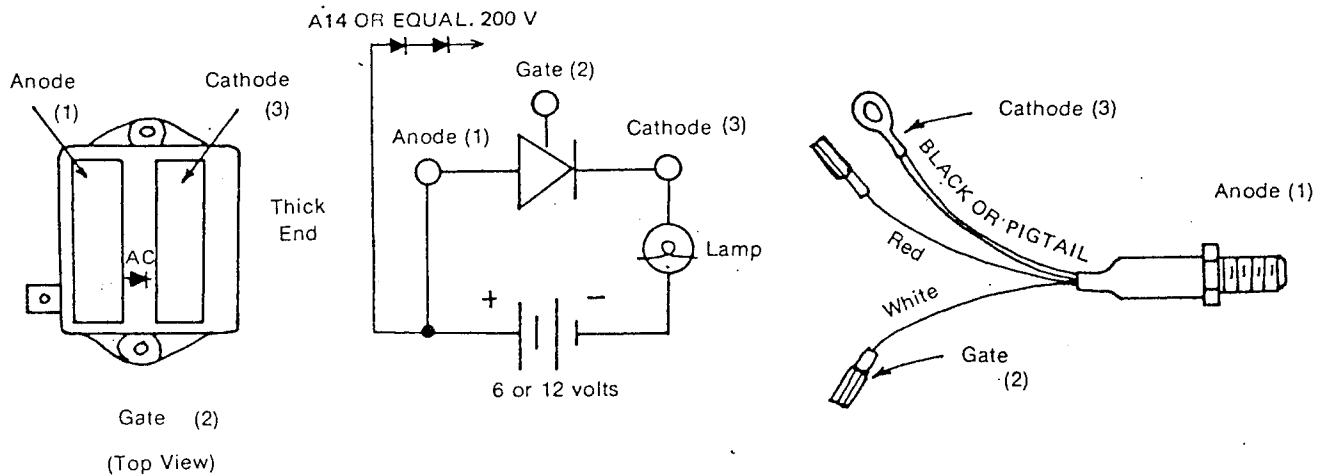 A14 OR EQUAL. 200 V
Anode
(1)
Cathode
(3)
Thick
End
AC
Gate (2)
(Top View)
Gate (2)
Anode (1)
Cathode (3)
Lamp
+ −
6 or 12 volts
Cathode (3)
BLACK OR PIGTAIL
Red
White
Anode (1)
Gate
(2)